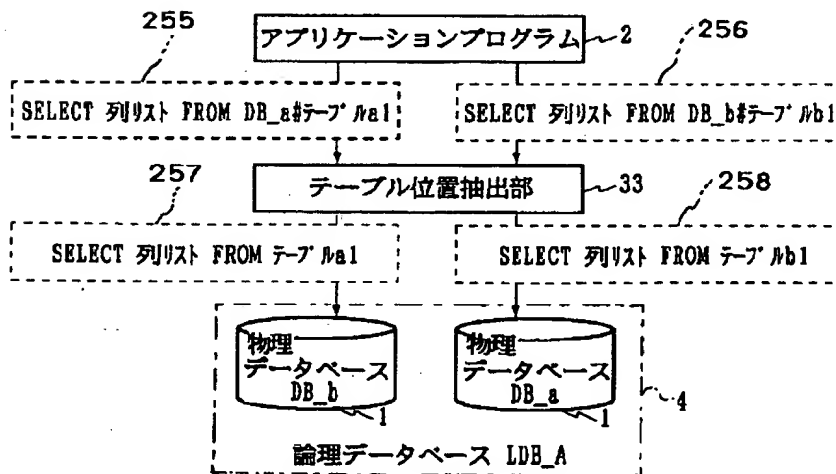 255
アプリケーションプログラム
2
256
SELECT 列リスト FROM DB_a#テーブルa1
SELECT 列リスト FROM DB_b#テーブルb1
257
テーブル位置抽出部
33
258
SELECT 列リスト FROM テーブルa1
SELECT 列リスト FROM テーブルb1
物理
データベース
DB_b
1
物理
データベース
DB_a
1
4
論理データベース LDB_A